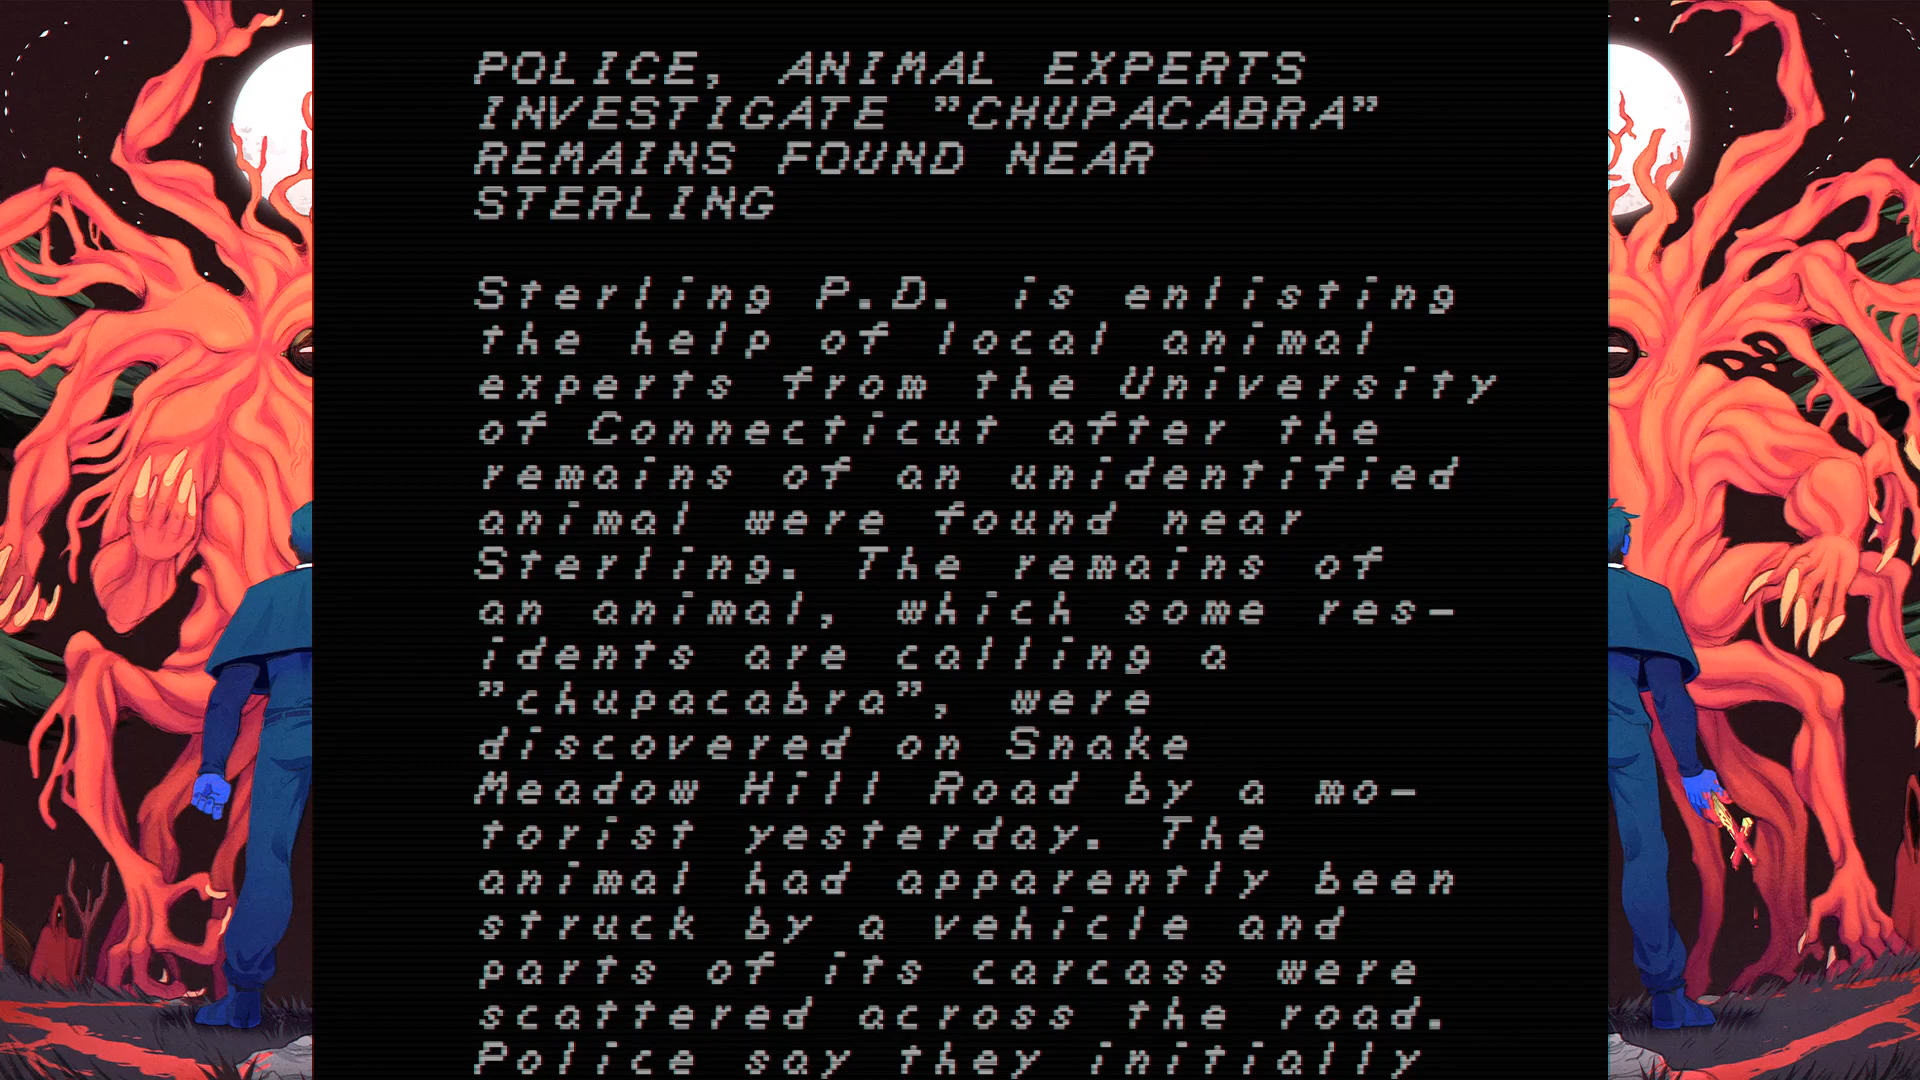 POLICE, ANIMAL EXPERTS
INVESTIGATE "CHUPACABRA"
REMAINS FOUND NEAR
STERLING
Sterling P.D. is enlisting
the help of local animal
experts from the University
of Connecticut after the
remains of an unidentified
animal were found near
Sterling. The remains of
an animal, which some res-
idents are calling a
"chupacabra", were
discovered on Snake
Meadow Hill Road by a mo-
torist yesterday. The
animal had apparently been
struck by a vehicle and
parts of its carcass were
scattered across the road.
Police say they initially